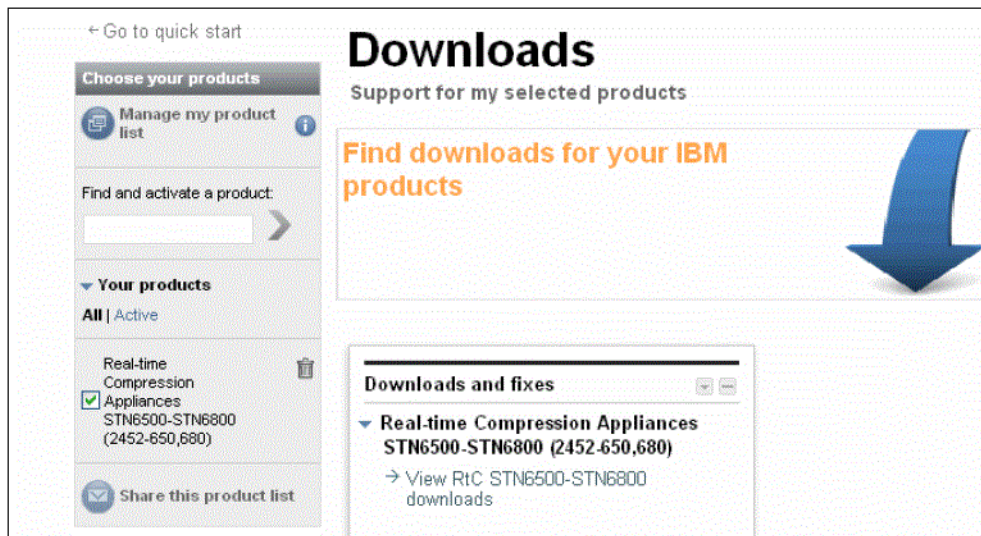 ← Go to quick start
Choose your products
Manage my product
list
Find and activate a product:
Your products
All | Active
Real-time
Compression
Appliances
STN6500-STN6800
(2452-650,680)
Share this product list
Downloads
Support for my selected products
Find downloads for your IBM
products
Downloads and fixes
Real-time Compression Appliances
STN6500-STN6800 (2452-650,680)
→ View RtC STN6500-STN6800
downloads